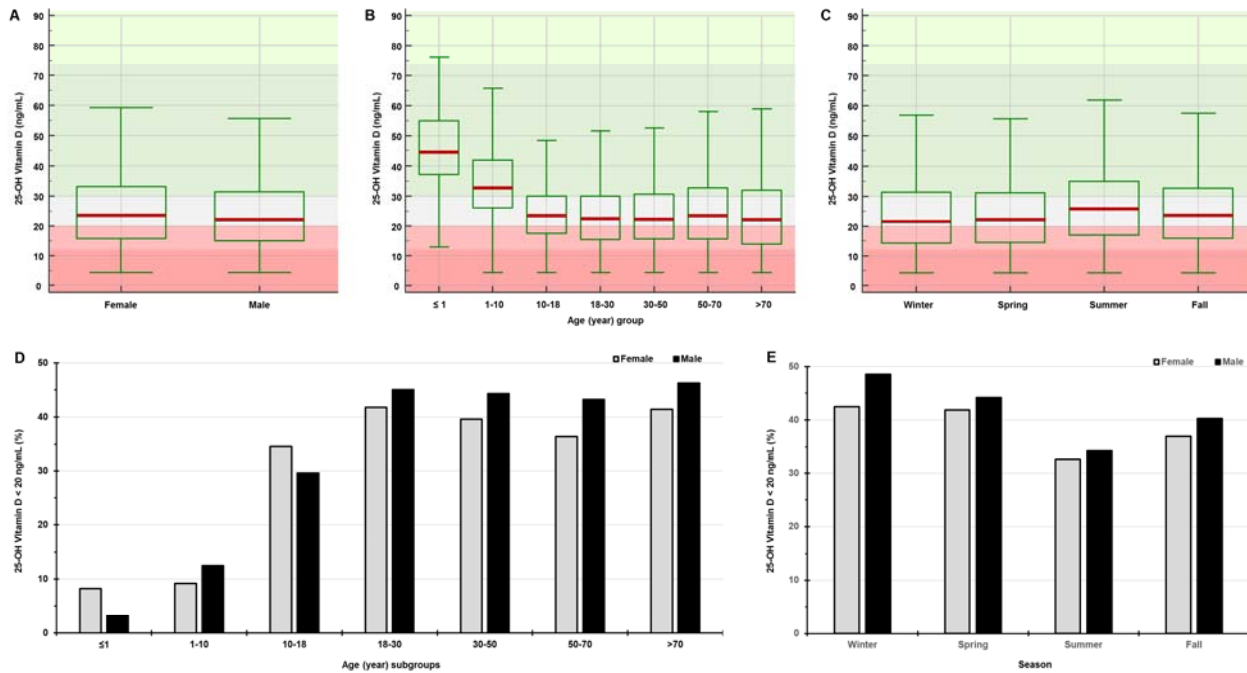 A
25-OH Vitamin D (ng/mL)
90
80
70
60
50
40
30
20
10
0
Female Male
B
25-OH Vitamin D (ng/mL)
90
80
70
60
50
40
30
20
10
0
≤ 1 1-10 10-18 18-30 30-50 50-70 >70
Age (year) group
C
25-OH Vitamin D (ng/mL)
90
80
70
60
50
40
30
20
10
0
Winter Spring Summer Fall
D
Female Male
25-OH Vitamin D < 20 ng/mL (%)
50
40
30
20
10
0
≤1 1-10 10-18 18-30 30-50 50-70 >70
Age (year) subgroups
E
Female Male
25-OH Vitamin D < 20 ng/mL (%)
50
40
30
20
10
0
Winter Spring Summer Fall
Season